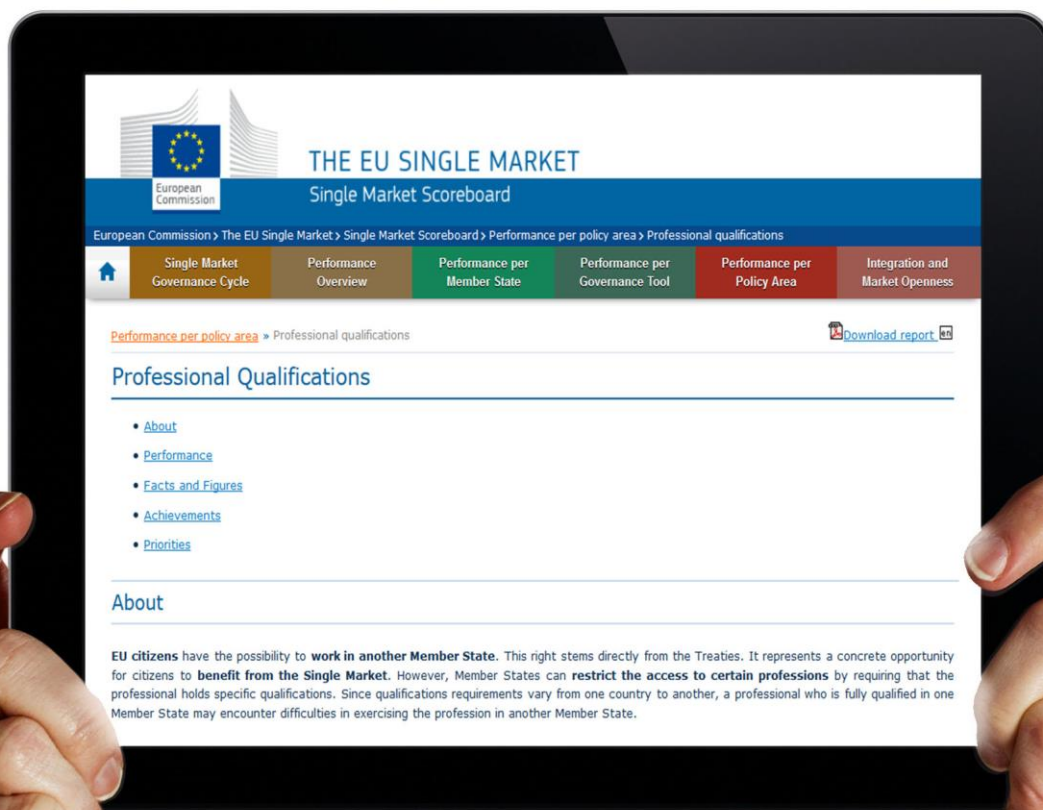 THE EU SINGLE MARKET
European
Commission
Single Market Scoreboard
European Commission > The EU Single Market > Single Market Scoreboard > Performance per policy area > Professional qualifications
Single Market
Governance Cycle
Performance
Overview
Performance per
Member State
Performance per
Governance Tool
Performance per
Policy Area
Integration and
Market Openness
Performance per policy area » Professional qualifications
Download report en
Professional Qualifications
• About
• Performance
• Facts and Figures
• Achievements
• Priorities
About
EU citizens have the possibility to work in another Member State. This right stems directly from the Treaties. It represents a concrete opportunity
for citizens to benefit from the Single Market. However, Member States can restrict the access to certain professions by requiring that the
professional holds specific qualifications. Since qualifications requirements vary from one country to another, a professional who is fully qualified in one
Member State may encounter difficulties in exercising the profession in another Member State.